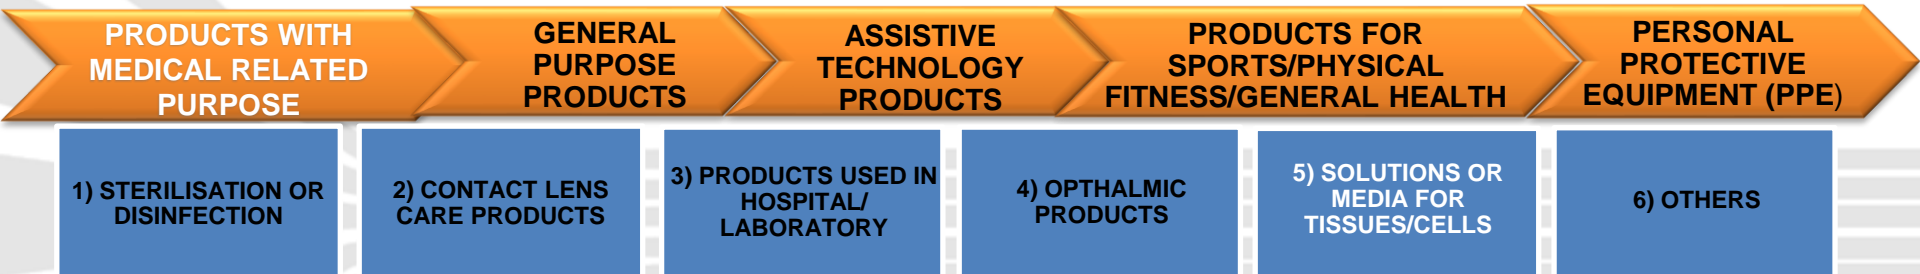 PRODUCTS WITH
MEDICAL RELATED
PURPOSE
GENERAL
PURPOSE
PRODUCTS
ASSISTIVE
TECHNOLOGY
PRODUCTS
PRODUCTS FOR
SPORTS/PHYSICAL
FITNESS/GENERAL HEALTH
PERSONAL
PROTECTIVE
EQUIPMENT (PPE)
1) STERILISATION OR
DISINFECTION
2) CONTACT LENS
CARE PRODUCTS
3) PRODUCTS USED IN
HOSPITAL/
LABORATORY
4) OPTHALMIC
PRODUCTS
5) SOLUTIONS OR
MEDIA FOR
TISSUES/CELLS
6) OTHERS